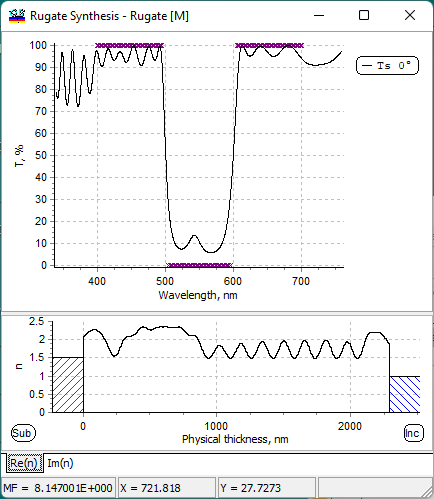 Rugate Synthesis - Rugate [M]
T, %
100
90
80
70
60
50
40
30
20
10
0
400 500 600 700
Wavelength, nm
Ts 0°
n
2.5
2
1.5
1
0.5
0
0 1000 2000
Sub Physical thickness, nm Inc
Re(n) Im(n)
MF = 8.147001E+000 X = 721.818 Y = 27.7273